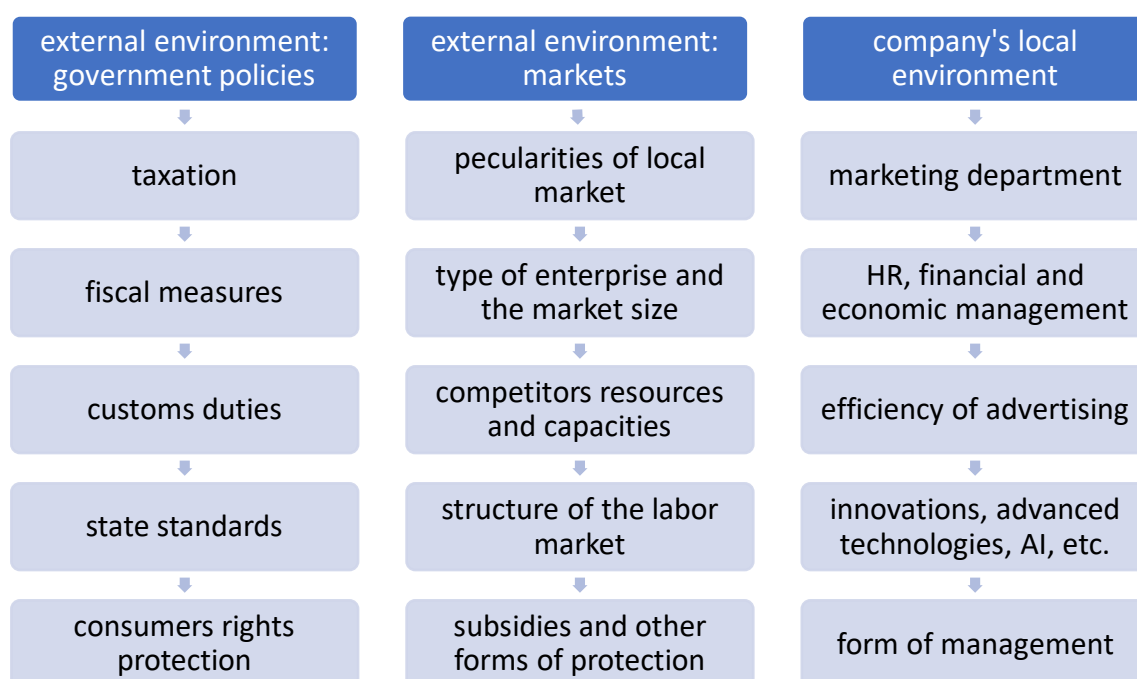 external environment:
government policies
taxation
fiscal measures
customs duties
state standards
consumers rights
protection
external environment:
markets
pecularities of local
market
type of enterprise and
the market size
competitors resources
and capacities
structure of the labor
market
subsidies and other
forms of protection
company's local
environment
marketing department
HR, financial and
economic management
efficiency of advertising
innovations, advanced
technologies, AI, etc.
form of management